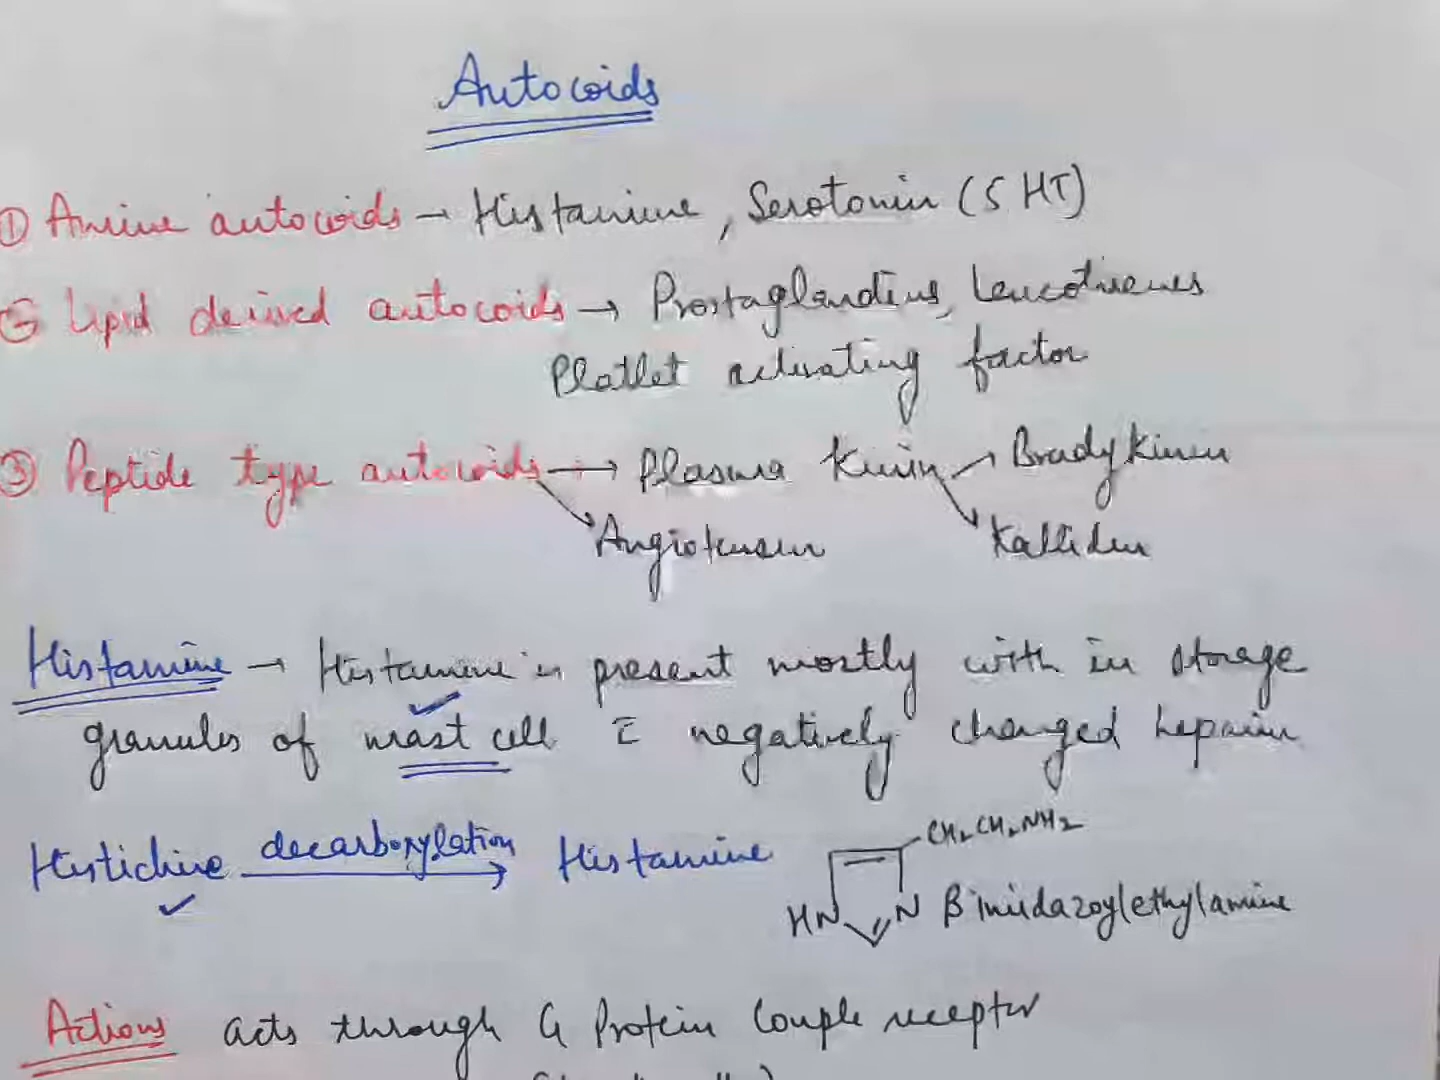 Autocoids
① Amine autocoids → Histamine, Serotonin (5 HT)
② Lipid derived autocoids → Prostaglandins, Leucotrienes
Platlet activating factor
③ Peptide type autocoids → Plasma Kinin → Bradykinin
Angiotensin Kallidin
Histamine → Histamine is present mostly with in storage
granules of mast cell c̄ negatively charged heparin
Histidine decarboxylation → Histamine
CH₂CH₂NH₂
HN N β imidazoylethylamine
Actions acts through G Protein Couple receptor